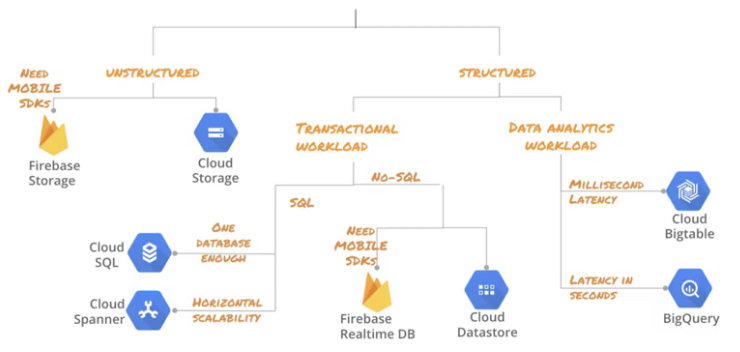 UNSTRUCTURED
STRUCTURED
NEED
MOBILE
SDKS
Firebase
Storage
Cloud
Storage
TRANSACTIONAL
WORKLOAD
DATA ANALYTICS
WORKLOAD
SQL
NO-SQL
MILLISECOND
LATENCY
Cloud
Bigtable
Cloud
SQL
ONE
DATABASE
ENOUGH
NEED
MOBILE
SDKS
Firebase
Realtime DB
Cloud
Datastore
LATENCY IN
SECONDS
BigQuery
Cloud
Spanner
HORIZONTAL
SCALABILITY